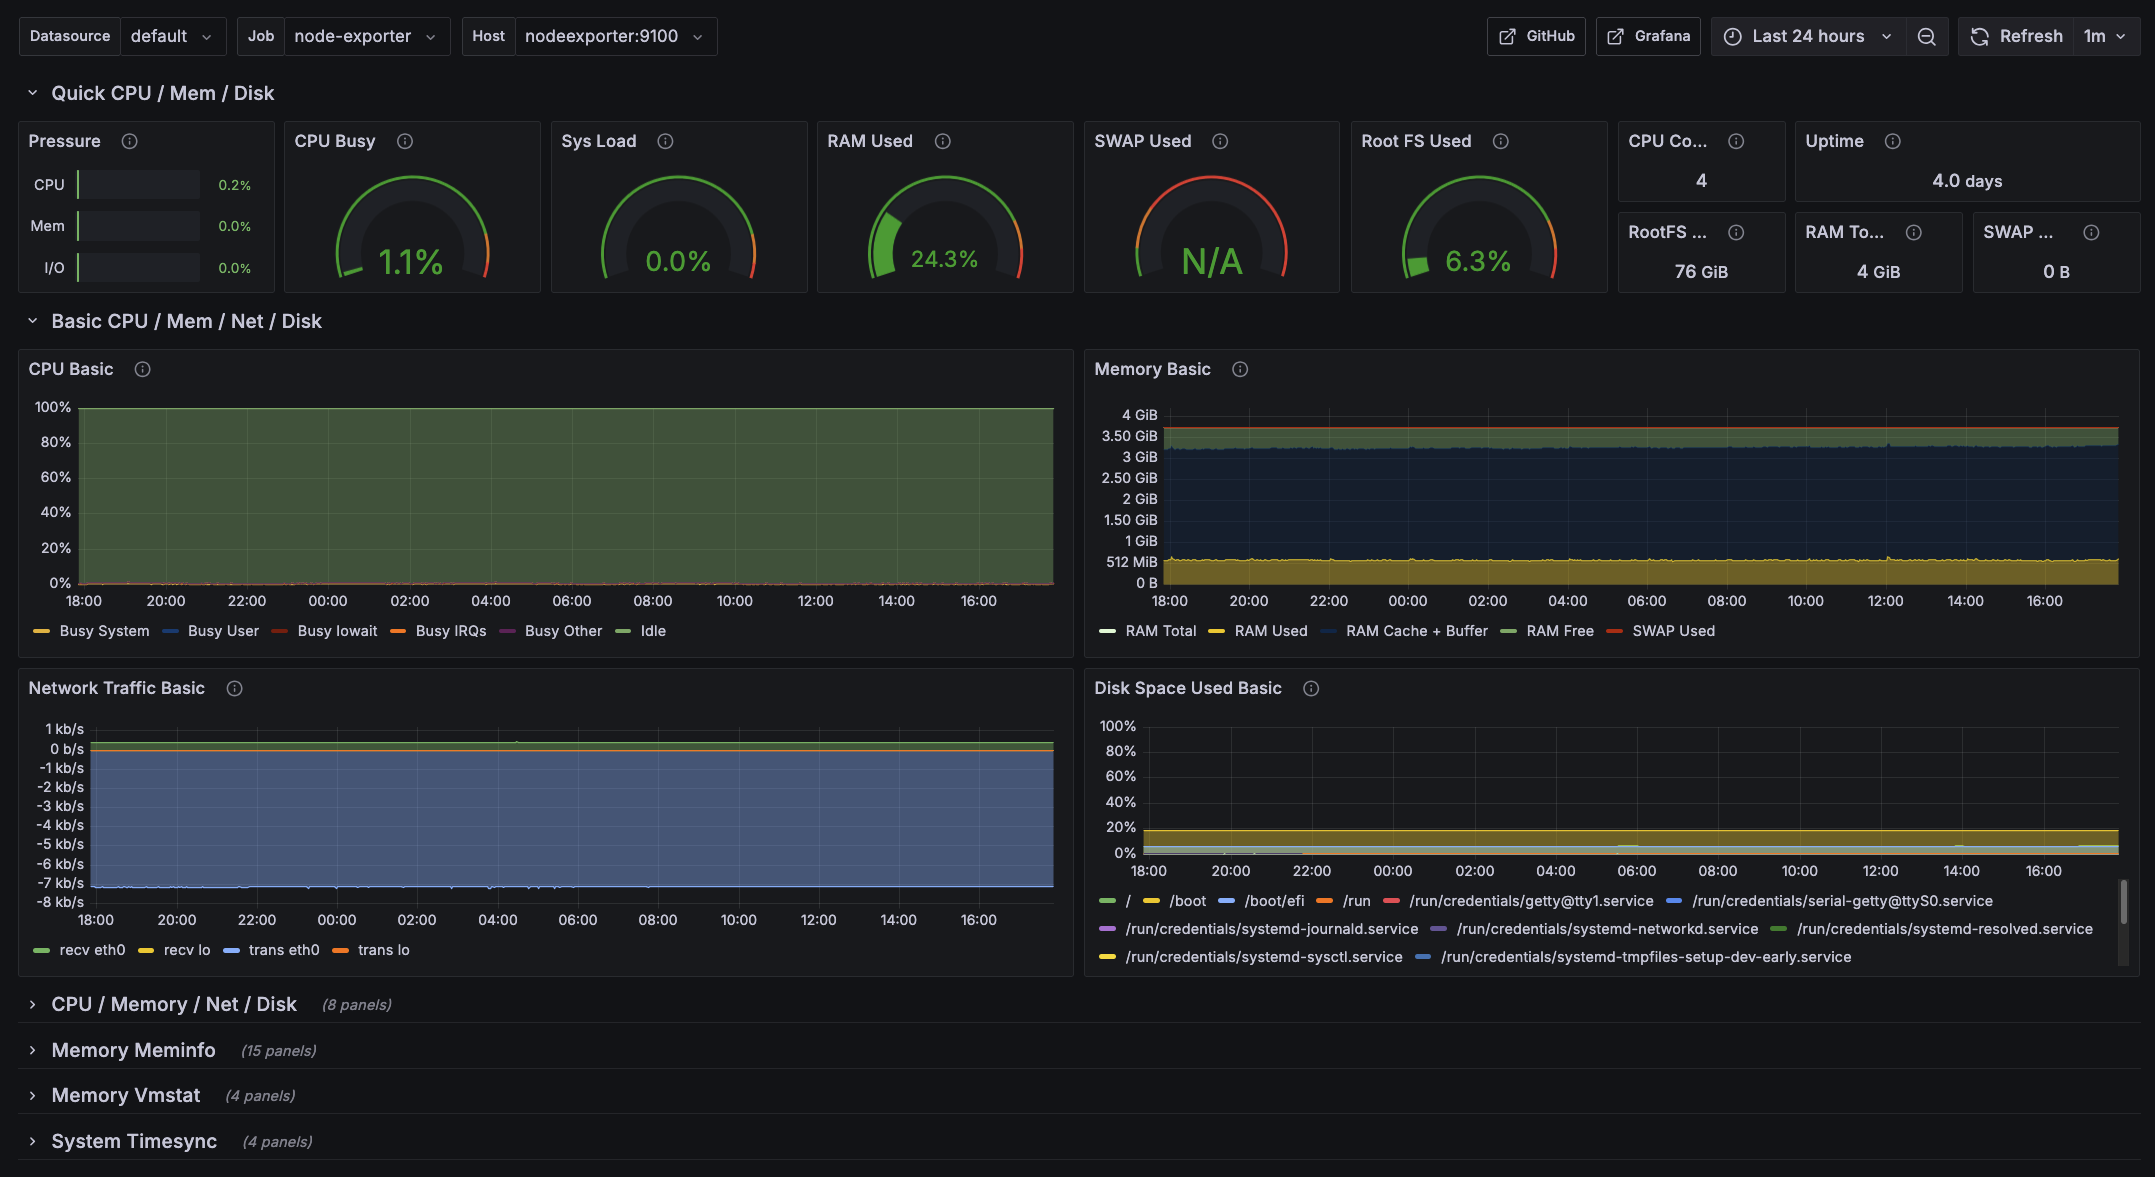 Datasource default Job node-exporter Host nodeexporter:9100 GitHub Grafana Last 24 hours Refresh 1m
Quick CPU / Mem / Disk
Pressure
CPU 0.2%
Mem 0.0%
I/O 0.0%
CPU Busy
1.1%
Sys Load
0.0%
RAM Used
24.3%
SWAP Used
N/A
Root FS Used
6.3%
CPU Co...
4
Uptime
4.0 days
RootFS ...
76 GiB
RAM To...
4 GiB
SWAP ...
0 B
Basic CPU / Mem / Net / Disk
CPU Basic
100%
80%
60%
40%
20%
0%
18:00 20:00 22:00 00:00 02:00 04:00 06:00 08:00 10:00 12:00 14:00 16:00
Busy System Busy User Busy Iowait Busy IRQs Busy Other Idle
Memory Basic
4 GiB
3.50 GiB
3 GiB
2.50 GiB
2 GiB
1.50 GiB
1 GiB
512 MiB
0 B
18:00 20:00 22:00 00:00 02:00 04:00 06:00 08:00 10:00 12:00 14:00 16:00
RAM Total RAM Used RAM Cache + Buffer RAM Free SWAP Used
Network Traffic Basic
1 kb/s
0 b/s
-1 kb/s
-2 kb/s
-3 kb/s
-4 kb/s
-5 kb/s
-6 kb/s
-7 kb/s
-8 kb/s
18:00 20:00 22:00 00:00 02:00 04:00 06:00 08:00 10:00 12:00 14:00 16:00
recv eth0 recv lo trans eth0 trans lo
Disk Space Used Basic
100%
80%
60%
40%
20%
0%
18:00 20:00 22:00 00:00 02:00 04:00 06:00 08:00 10:00 12:00 14:00 16:00
/ /boot /boot/efi /run /run/credentials/getty@tty1.service /run/credentials/serial-getty@ttyS0.service
/run/credentials/systemd-journald.service /run/credentials/systemd-networkd.service /run/credentials/systemd-resolved.service
/run/credentials/systemd-sysctl.service /run/credentials/systemd-tmpfiles-setup-dev-early.service
CPU / Memory / Net / Disk (8 panels)
Memory Meminfo (15 panels)
Memory Vmstat (4 panels)
System Timesync (4 panels)